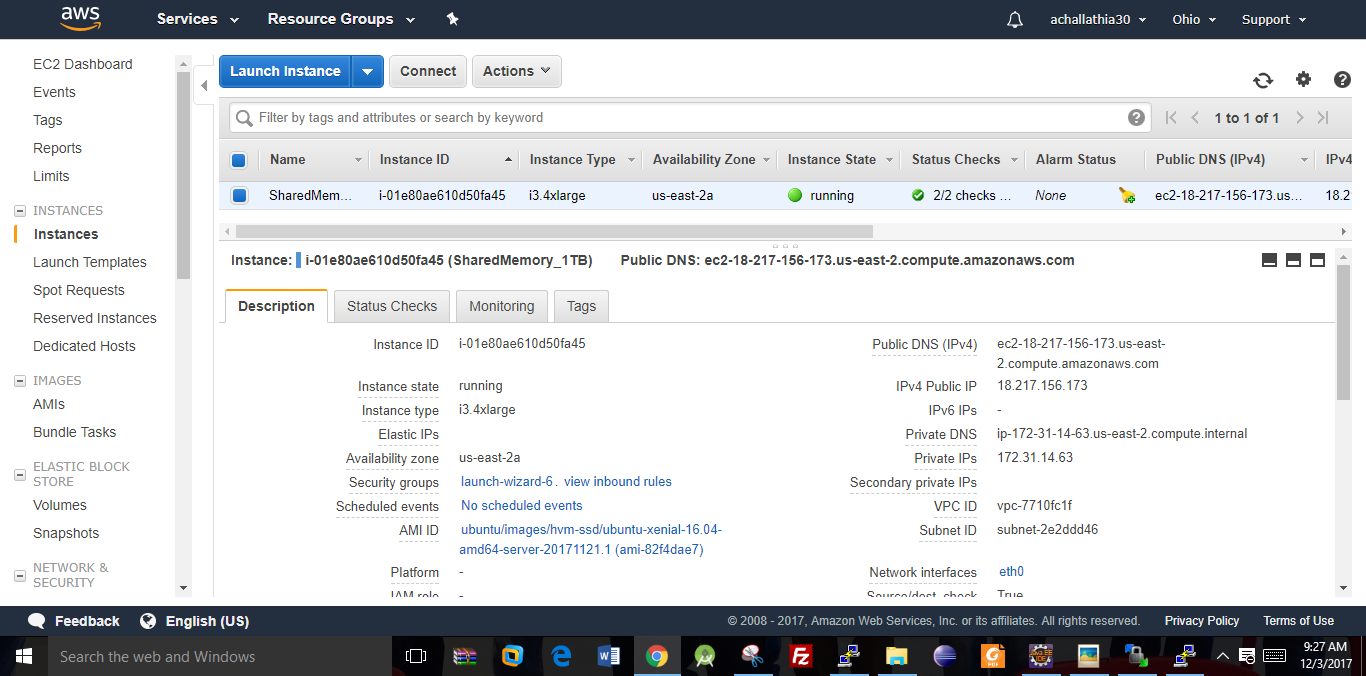 aws Services Resource Groups achallathia30 Ohio Support
EC2 Dashboard
Events
Tags
Reports
Limits
INSTANCES
Instances
Launch Templates
Spot Requests
Reserved Instances
Dedicated Hosts
IMAGES
AMIs
Bundle Tasks
ELASTIC BLOCK
STORE
Volumes
Snapshots
NETWORK &
SECURITY
Launch Instance Connect Actions
Filter by tags and attributes or search by keyword 1 to 1 of 1
Name Instance ID Instance Type Availability Zone Instance State Status Checks Alarm Status Public DNS (IPv4) IPv4
SharedMem... i-01e80ae610d50fa45 i3.4xlarge us-east-2a running 2/2 checks ... None ec2-18-217-156-173.us... 18.2
Instance: i-01e80ae610d50fa45 (SharedMemory_1TB) Public DNS: ec2-18-217-156-173.us-east-2.compute.amazonaws.com
Description Status Checks Monitoring Tags
Instance ID i-01e80ae610d50fa45
Instance state running
Instance type i3.4xlarge
Elastic IPs
Availability zone us-east-2a
Security groups launch-wizard-6. view inbound rules
Scheduled events No scheduled events
AMI ID ubuntu/images/hvm-ssd/ubuntu-xenial-16.04-
amd64-server-20171121.1 (ami-82f4dae7)
Platform -
IAM role -
Public DNS (IPv4) ec2-18-217-156-173.us-east-
2.compute.amazonaws.com
IPv4 Public IP 18.217.156.173
IPv6 IPs -
Private DNS ip-172-31-14-63.us-east-2.compute.internal
Private IPs 172.31.14.63
Secondary private IPs
VPC ID vpc-7710fc1f
Subnet ID subnet-2e2ddd46
Network interfaces eth0
Source/dest. check True
Feedback English (US) © 2008 - 2017, Amazon Web Services, Inc. or its affiliates. All rights reserved. Privacy Policy Terms of Use
Search the web and Windows
9:27 AM
12/3/2017